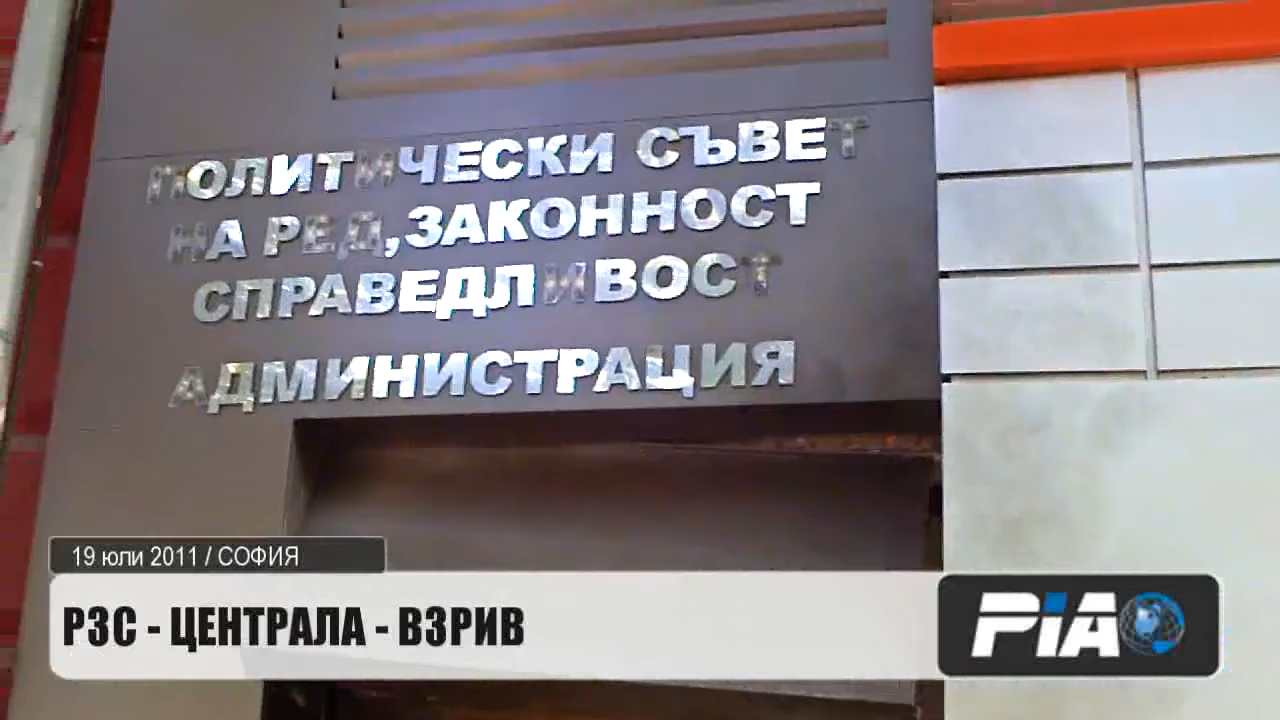 ПОЛИТИЧЕСКИ СЪВЕТ
НА РЕД,ЗАКОННОСТ
СПРАВЕДЛИВОСТ
АДМИНИСТРАЦИЯ
19 юли 2011 / СОФИЯ
РЗС - ЦЕНТРАЛА - ВЗРИВ
PiA